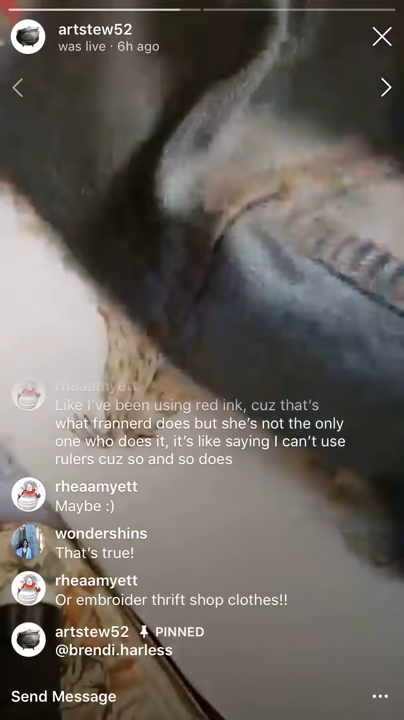 artstew52
was live · 6h ago
rheaamyett
Like I've been using red ink, cuz that's
what frannerd does but she's not the only
one who does it, it's like saying I can't use
rulers cuz so and so does
rheaamyett
Maybe :)
wondershins
That's true!
rheaamyett
Or embroider thrift shop clothes!!
artstew52 PINNED
@brendi.harless
Send Message